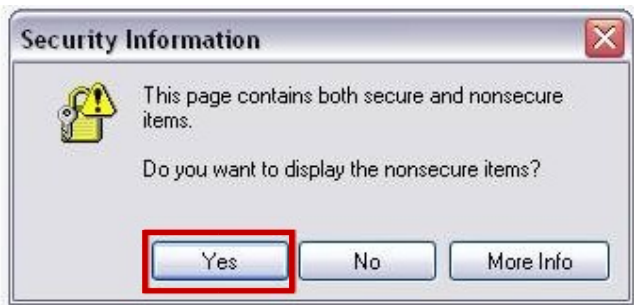 Security Information
This page contains both secure and nonsecure
items.
Do you want to display the nonsecure items?
Yes No More Info